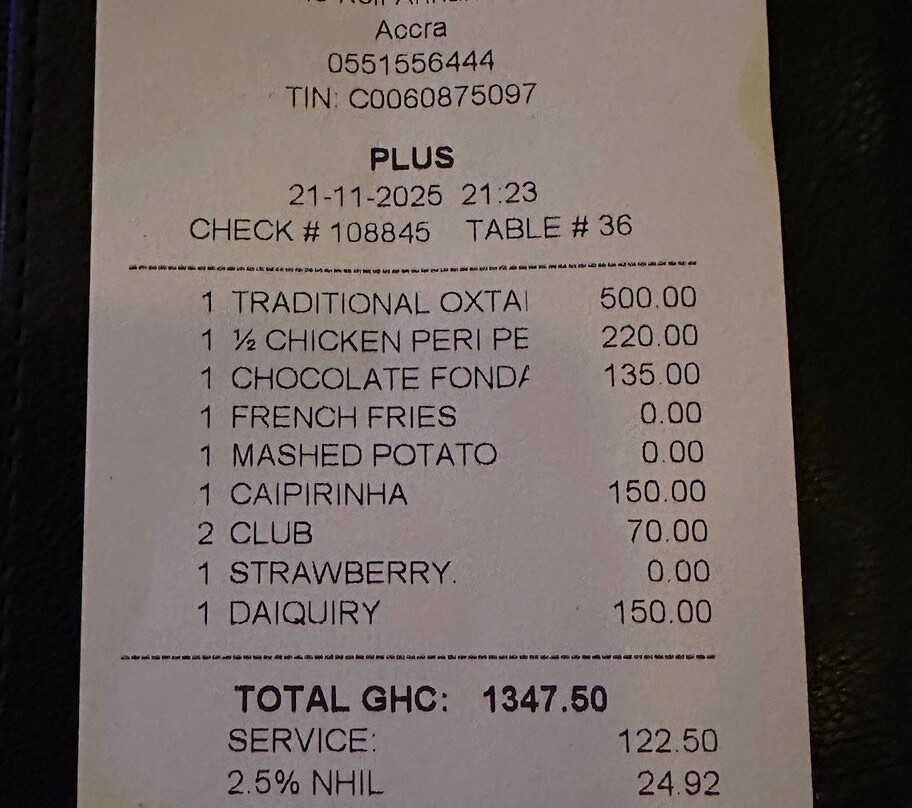 Accra
0551556444
TIN: C0060875097
PLUS
21-11-2025 21:23
CHECK # 108845 TABLE # 36
1 TRADITIONAL OXTAI 500.00
1 ½ CHICKEN PERI PE 220.00
1 CHOCOLATE FONDA 135.00
1 FRENCH FRIES 0.00
1 MASHED POTATO 0.00
1 CAIPIRINHA 150.00
2 CLUB 70.00
1 STRAWBERRY. 0.00
1 DAIQUIRY 150.00
TOTAL GHC: 1347.50
SERVICE: 122.50
2.5% NHIL 24.92